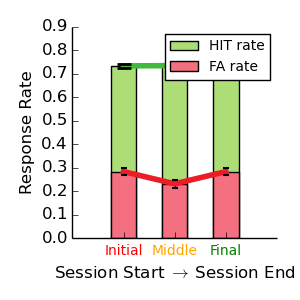 0.9
0.8
0.7
0.6
0.5
0.4
0.3
0.2
0.1
0.0
Response Rate
HIT rate
FA rate
Initial Middle Final
Session Start → Session End